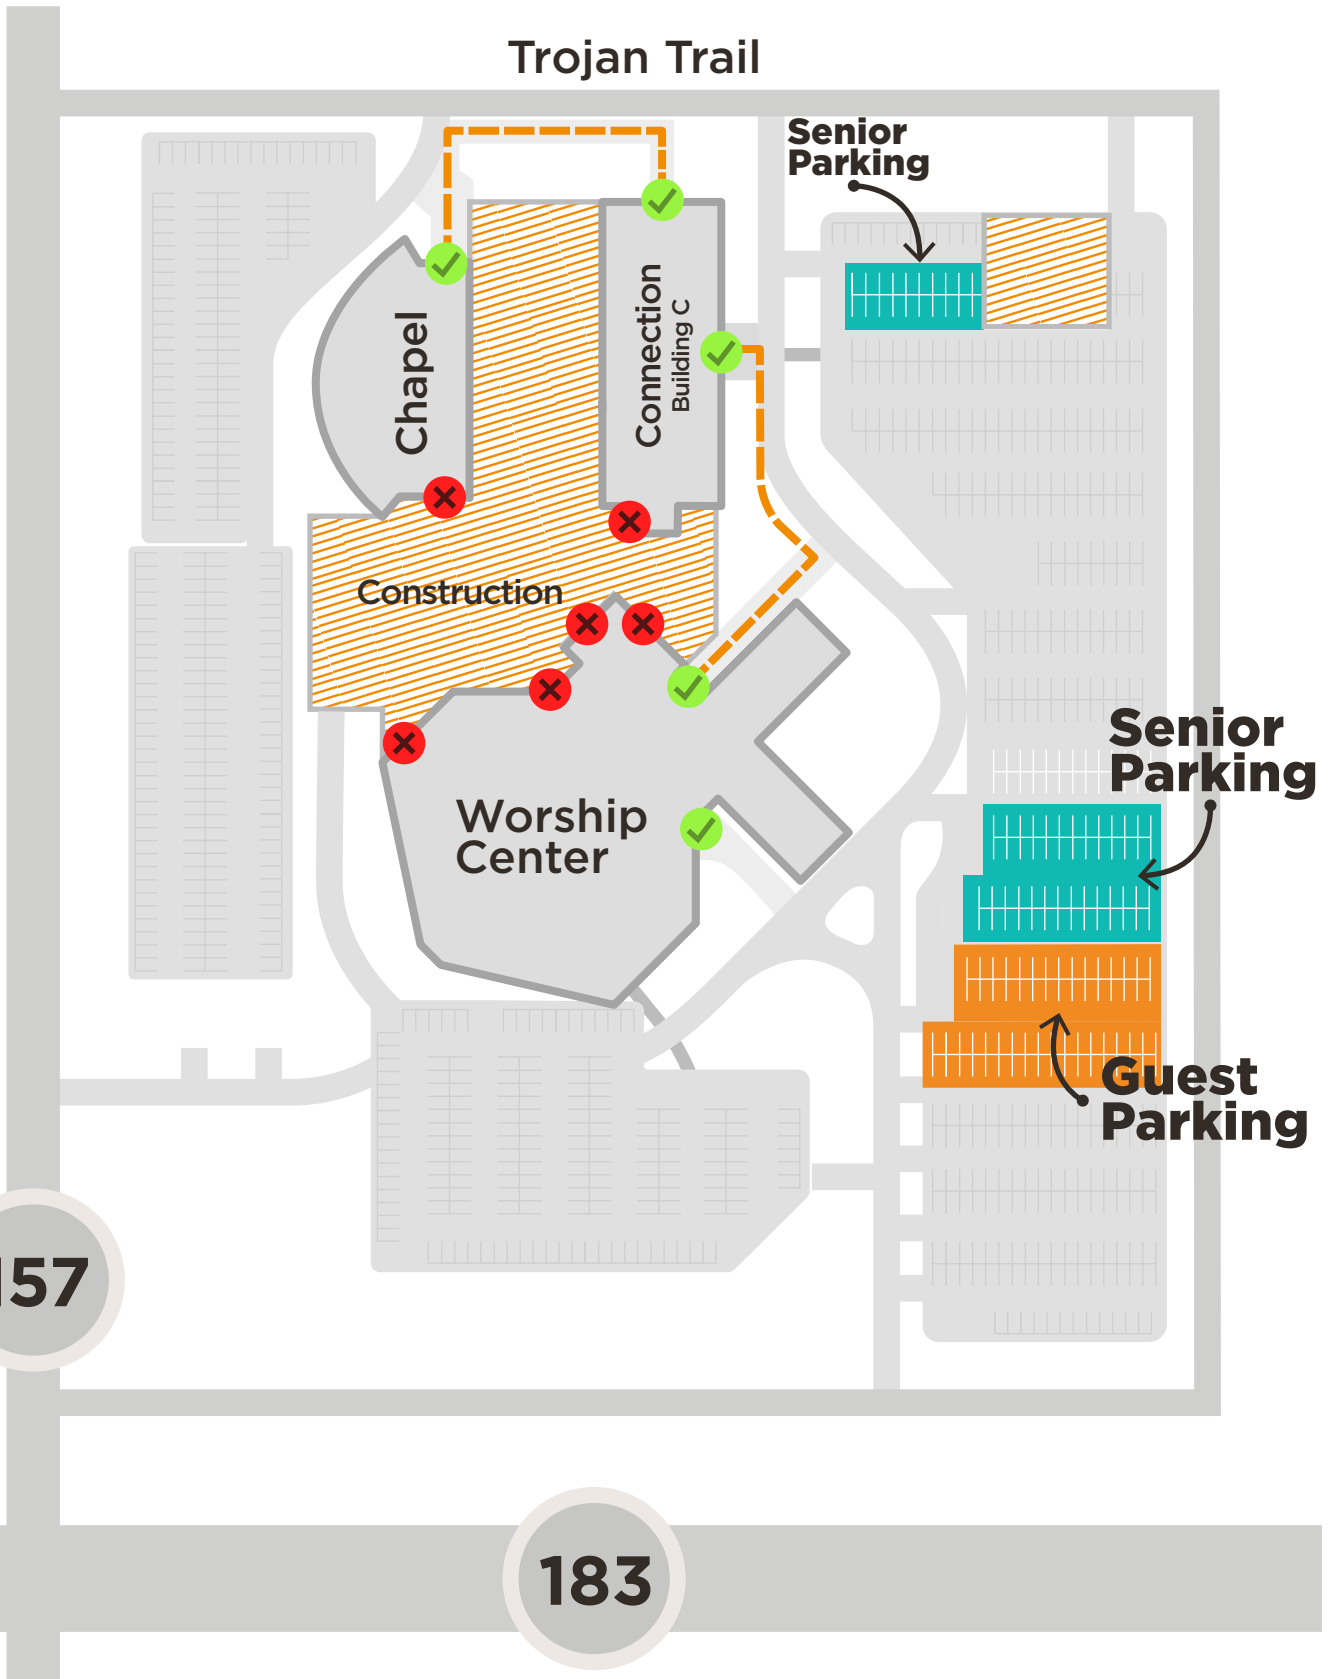 Trojan Trail
Senior
Parking
Chapel
Connection
Building C
Construction
Senior
Parking
Worship
Center
Guest
Parking
157
183